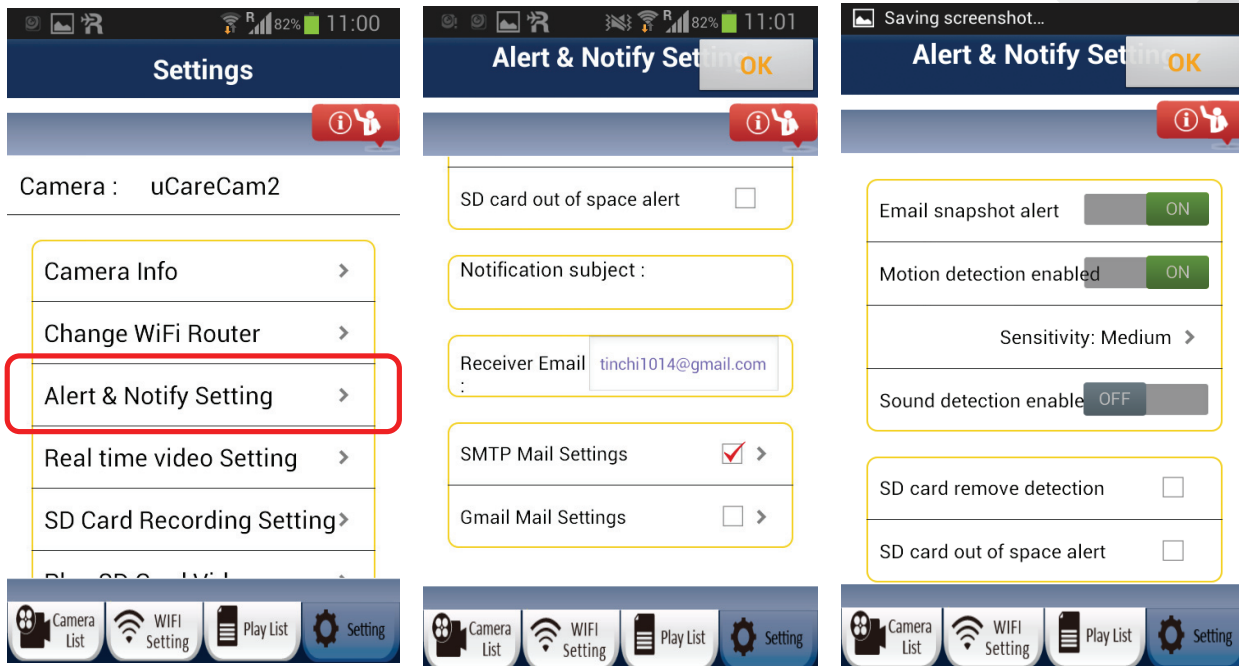 R 82% 11:00
Settings
Camera : uCareCam2
Camera Info
Change WiFi Router
Alert & Notify Setting
Real time video Setting
SD Card Recording Setting
Camera List
WIFI Setting
Play List
Setting
R 82% 11:01
Alert & Notify Setting
OK
SD card out of space alert
Notification subject :
Receiver Email : tinchi1014@gmail.com
SMTP Mail Settings
Gmail Mail Settings
Camera List
WIFI Setting
Play List
Setting
Saving screenshot...
Alert & Notify Setting
OK
Email snapshot alert ON
Motion detection enabled ON
Sensitivity: Medium
Sound detection enable OFF
SD card remove detection
SD card out of space alert
Camera List
WIFI Setting
Play List
Setting